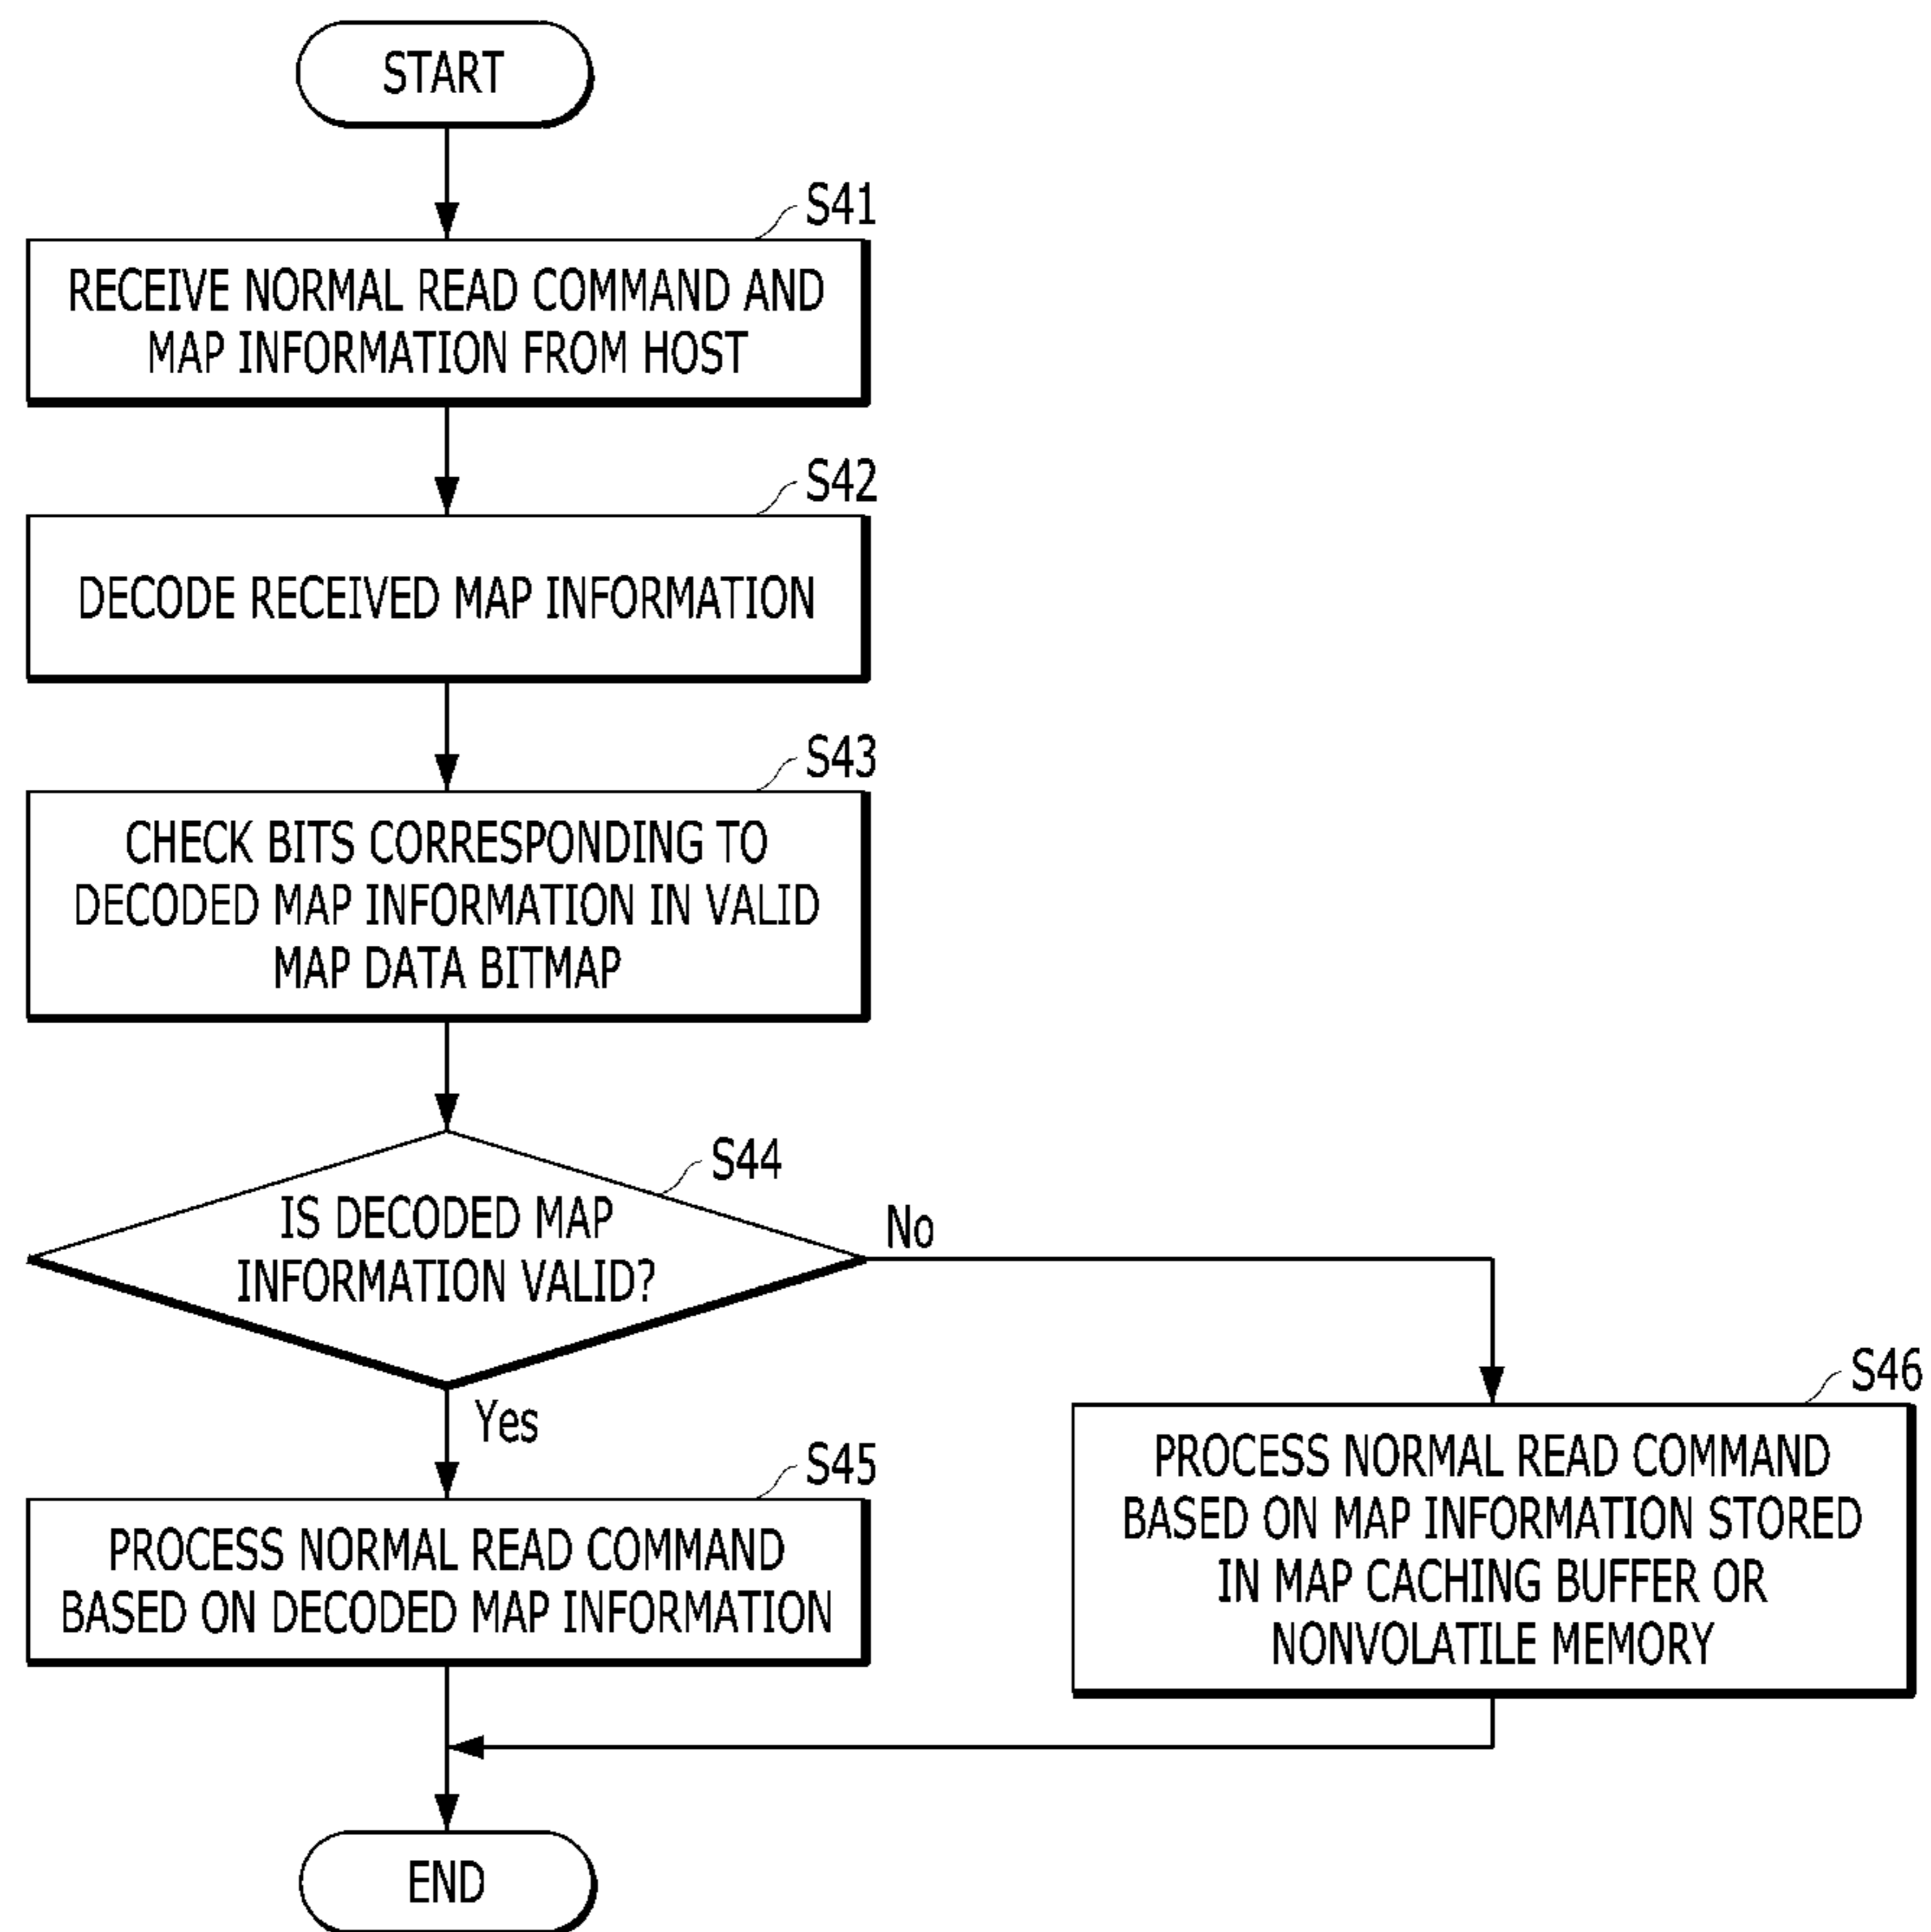 START
S41
RECEIVE NORMAL READ COMMAND AND
MAP INFORMATION FROM HOST
S42
DECODE RECEIVED MAP INFORMATION
S43
CHECK BITS CORRESPONDING TO
DECODED MAP INFORMATION IN VALID
MAP DATA BITMAP
S44
IS DECODED MAP
INFORMATION VALID?
No
Yes
S45
PROCESS NORMAL READ COMMAND
BASED ON DECODED MAP INFORMATION
S46
PROCESS NORMAL READ COMMAND
BASED ON MAP INFORMATION STORED
IN MAP CACHING BUFFER OR
NONVOLATILE MEMORY
END